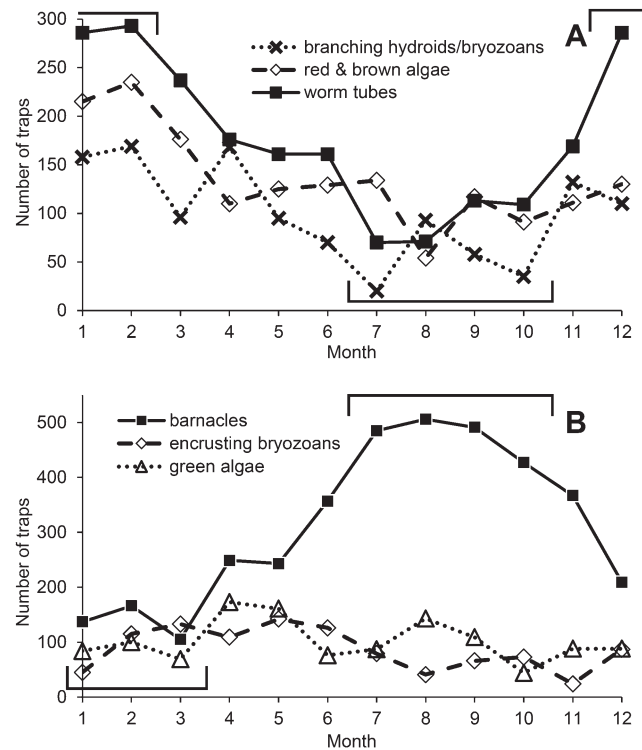 300
250
200
150
100
50
0
Number of traps
A
branching hydroids/bryozoans
red & brown algae
worm tubes
1 2 3 4 5 6 7 8 9 10 11 12
Month
500
400
300
200
100
0
Number of traps
B
barnacles
encrusting bryozoans
green algae
1 2 3 4 5 6 7 8 9 10 11 12
Month